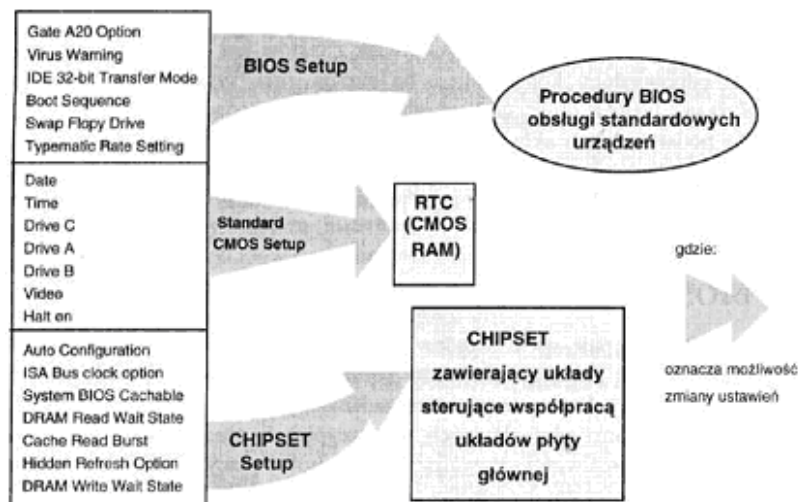 Gate A20 Option
Virus Warning
IDE 32-bit Transfer Mode
Boot Sequence
Swap Flopy Drive
Typematic Rate Setting
BIOS Setup
Procedury BIOS
obsługi standardowych
urządzeń
Date
Time
Drive C
Drive A
Drive B
Video
Halt en
Standard
CMOS Setup
RTC
(CMOS
RAM)
gdzie:
oznacza możliwość
zmiany ustawień
Auto Configuration
ISA Bus clock option
System BIOS Cachable
DRAM Read Wait State
Cache Read Burst
Hidden Refresh Option
DRAM Write Wait State
CHIPSET
Setup
CHIPSET
zawierający układy
sterujące współpracą
układów płyty
głównej